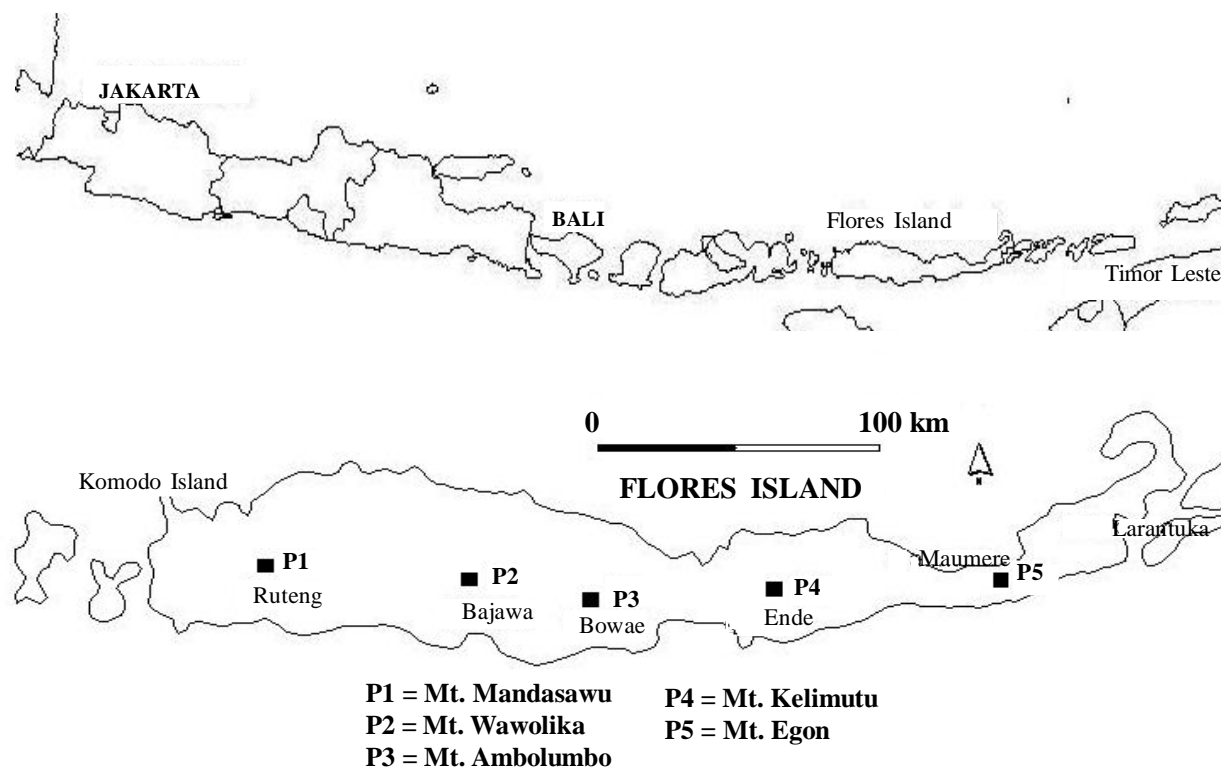 JAKARTA
BALI
Flores Island
Timor Leste
0 100 km
FLORES ISLAND
N
Komodo Island
Larantuka
Maumere
P1
P2
P3
P4
P5
Ruteng
Bajawa
Bowae
Ende
P1 = Mt. Mandasawu
P2 = Mt. Wawolika
P3 = Mt. Ambolumbo
P4 = Mt. Kelimutu
P5 = Mt. Egon